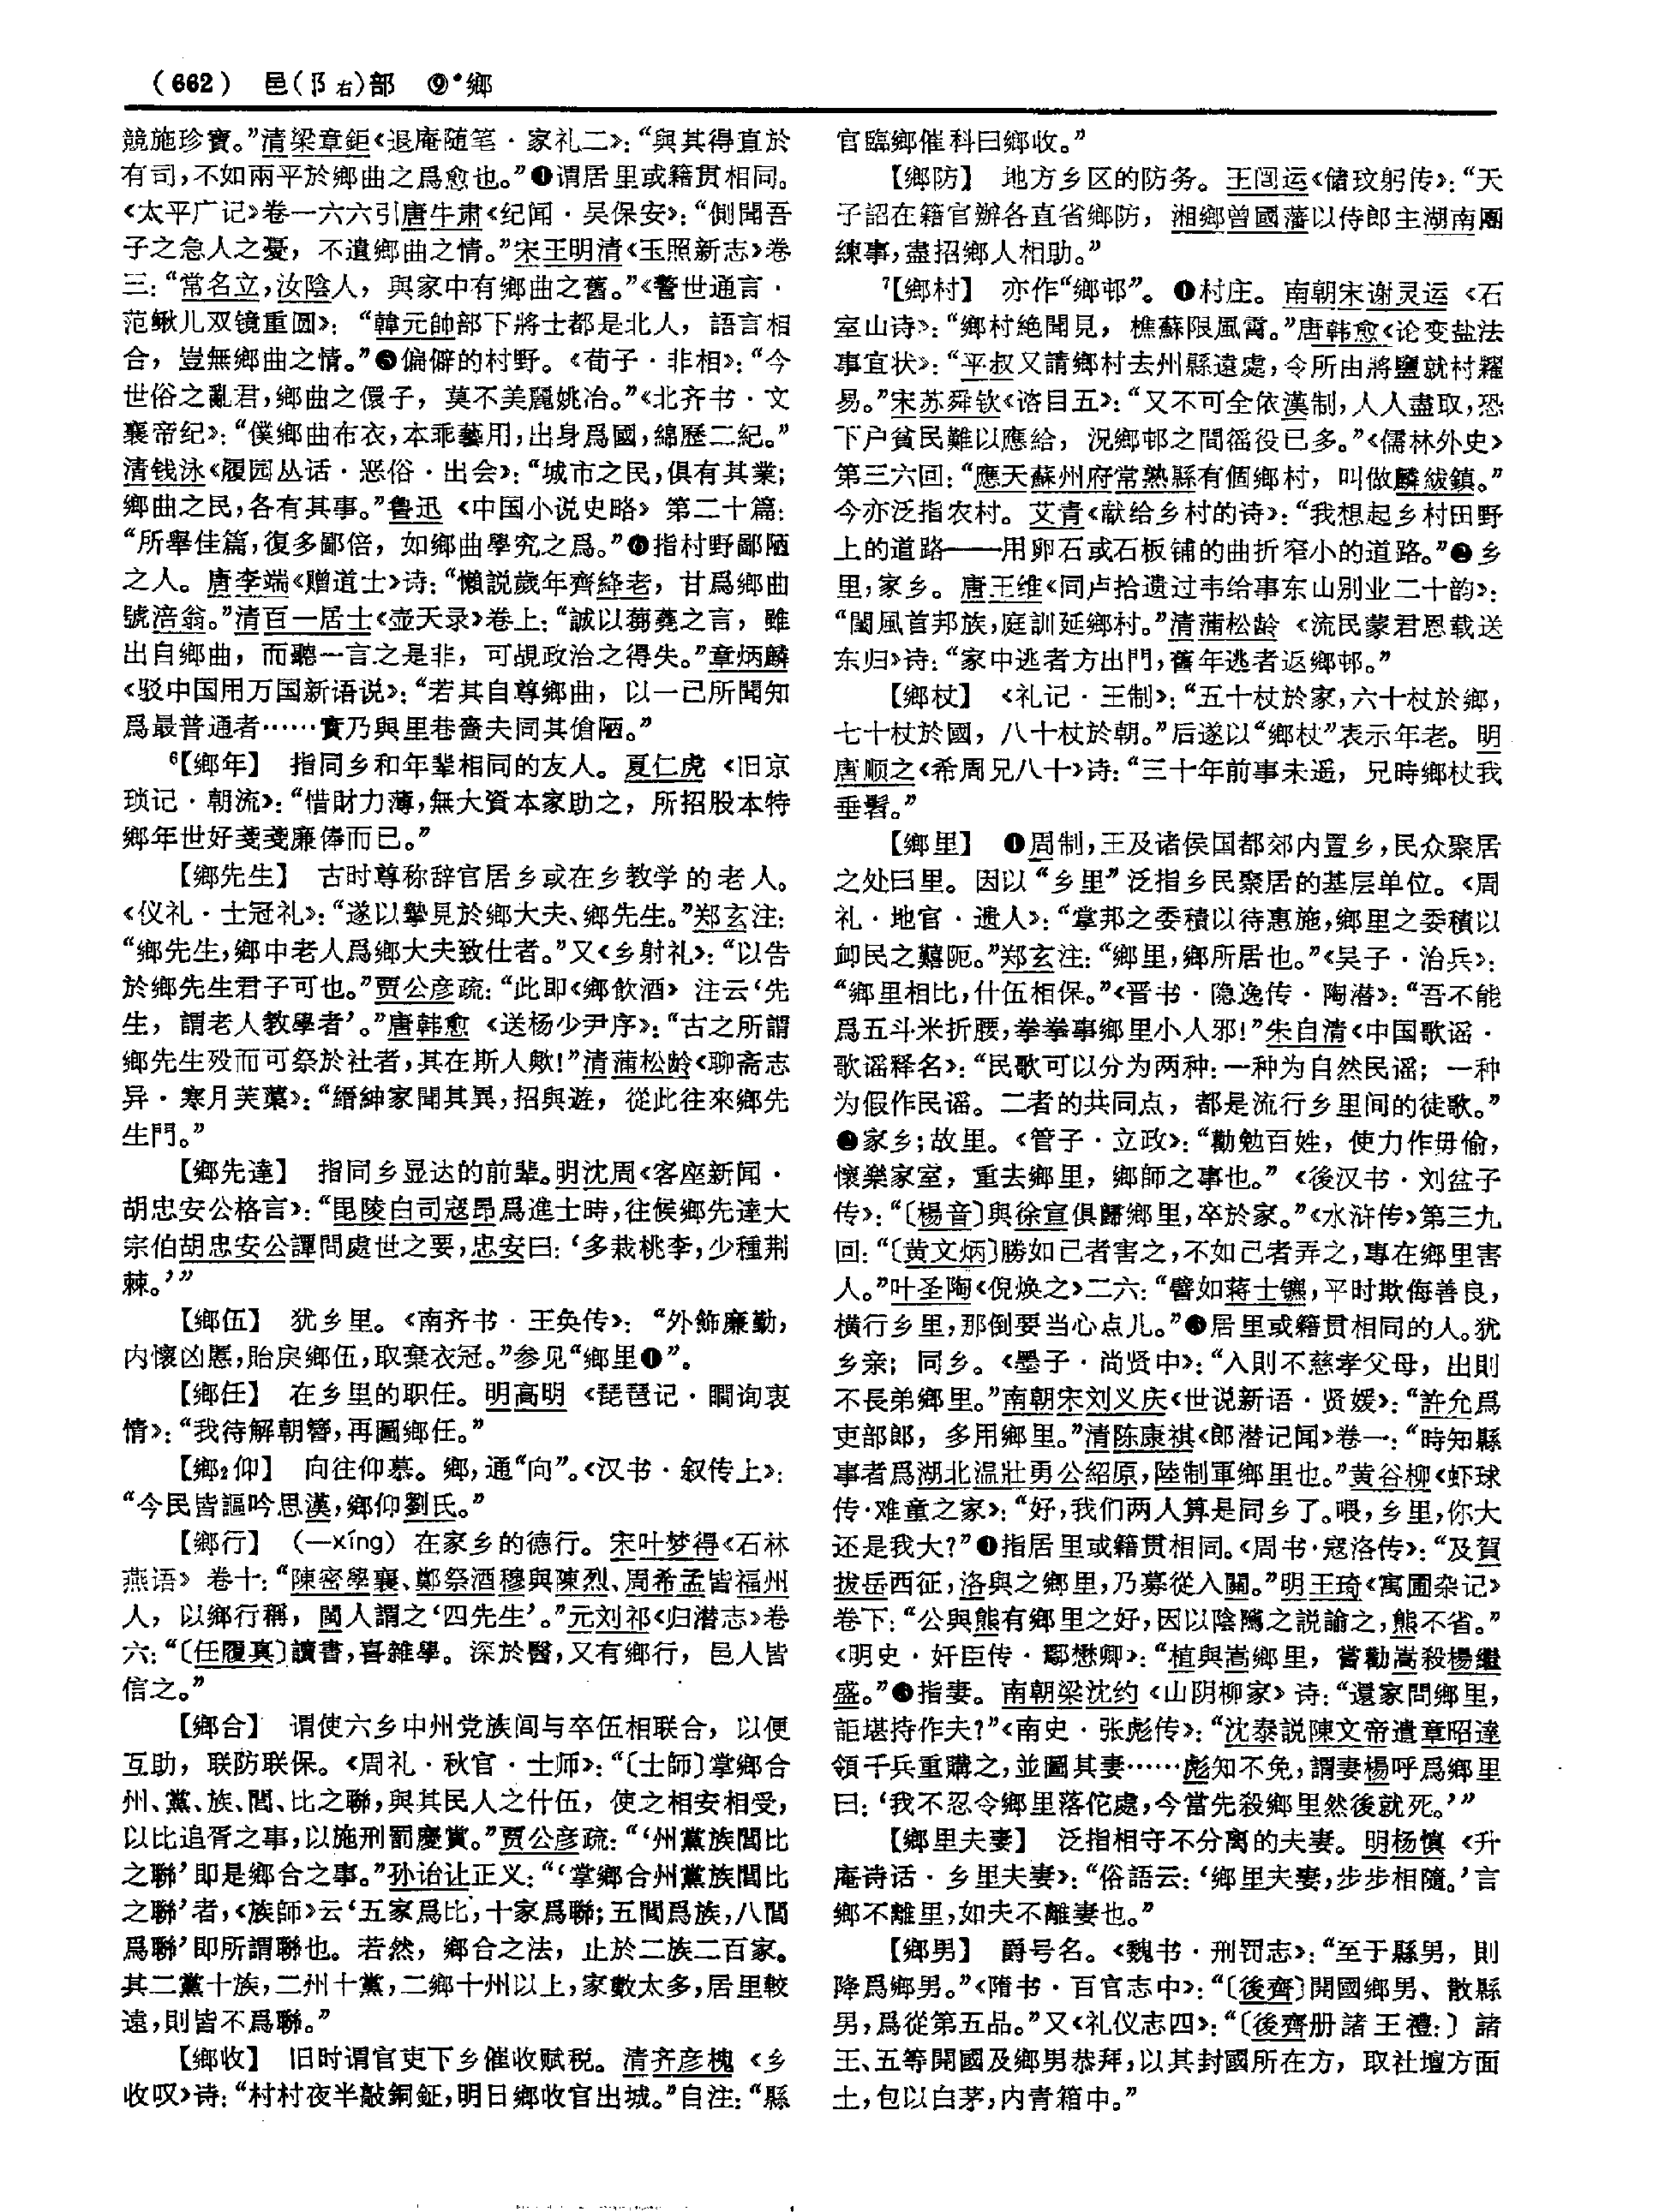 （662） 邑(阝右)部 ⑨*鄉
競施珍寶。”清梁章鉅《退庵随笔·家礼二》：“與其得直於
有司，不如兩平於鄉曲之爲愈也。”❹谓居里或籍贯相同。
《太平广记》卷一六六引唐牛肃《纪闻·吴保安》：“側聞吾
子之急人之憂，不遺鄉曲之情。”宋王明清《玉照新志》卷
三：“常名立，汝陰人，與家中有鄉曲之舊。”《警世通言·
范鳅儿双镜重圆》：“韓元帥部下將士都是北人，語言相
合，豈無鄉曲之情。”❺偏僻的村野。《荀子·非相》：“今
世俗之亂君，鄉曲之儇子，莫不美麗姚冶。”《北齐书·文
襄帝纪》：“僕鄉曲布衣，本乖藝用，出身爲國，綿歷二紀。”
清钱泳《履园丛话·恶俗·出会》：“城市之民，俱有其業；
鄉曲之民，各有其事。”鲁迅《中国小说史略》第二十篇：
“所舉佳篇，復多鄙倍，如鄉曲學究之爲。”❻指村野鄙陋
之人。唐李端《赠道士》诗：“懶説歲年齊絳老，甘爲鄉曲
號涪翁。”清百一居士《壶天录》卷上：“誠以蒭蕘之言，雖
出自鄉曲，而聽一言之是非，可覘政治之得失。”章炳麟
《驳中国用万国新语说》：“若其自尊鄉曲，以一己所聞知
爲最普通者……實乃與里巷嗇夫同其傖陋。”
6【鄉年】 指同乡和年辈相同的友人。夏仁虎《旧京
琐记·朝流》：“惜財力薄，無大資本家助之，所招股本特
鄉年世好戔戔廉俸而已。”
【鄉先生】 古时尊称辞官居乡或在乡教学的老人。
《仪礼·士冠礼》：“遂以摯見於鄉大夫、鄉先生。”郑玄注：
“鄉先生，鄉中老人爲鄉大夫致仕者。”又《乡射礼》：“以告
於鄉先生君子可也。”贾公彦疏：“此即《鄉飲酒》注云‘先
生，謂老人教學者’。”唐韩愈《送杨少尹序》：“古之所謂
鄉先生殁而可祭於社者，其在斯人歟！”清蒲松龄《聊斋志
异·寒月芙蕖》：“縉紳家聞其異，招與遊，從此往來鄉先
生門。”
【鄉先達】 指同乡显达的前辈。明沈周《客座新闻·
胡忠安公格言》：“毘陵白司寇昂爲進士時，往候鄉先達大
宗伯胡忠安公譚問處世之要，忠安曰：‘多栽桃李，少種荆
棘。’”
【鄉伍】 犹乡里。《南齐书·王奂传》：“外飾廉勤，
内懷凶慝，貽戾鄉伍，取棄衣冠。”参见“鄉里❶”。
【鄉任】 在乡里的职任。明高明《琵琶记·瞯询衷
情》：“我待解朝簪，再圖鄉任。”
【鄉₂仰】 向往仰慕。鄉，通“向”。《汉书·叙传上》：
“今民皆謳吟思漢，鄉仰劉氏。”
【鄉行】 （—xíng）在家乡的德行。宋叶梦得《石林
燕语》卷十：“陳密學襄、鄭祭酒穆與陳烈、周希孟皆福州
人，以鄉行稱，閩人謂之‘四先生’。”元刘祁《归潜志》卷
六：“〔任履真〕讀書，喜雜學。深於醫，又有鄉行，邑人皆
信之。”
【鄉合】 谓使六乡中州党族闾与卒伍相联合，以便
互助，联防联保。《周礼·秋官·士师》：“〔士師〕掌鄉合
州、黨、族、閭、比之聯，與其民人之什伍，使之相安相受，
以比追胥之事，以施刑罰慶賞。”贾公彦疏：“‘州黨族閭比
之聯’即是鄉合之事。”孙诒让正义：“‘掌鄉合州黨族閭比
之聯’者，《族師》云‘五家爲比，十家爲聯；五閭爲族，八閭
爲聯’即所謂聯也。若然，鄉合之法，止於二族二百家。
其二黨十族，二州十黨，二鄉十州以上，家數太多，居里較
遠，則皆不爲聯。”
【鄉收】 旧时谓官吏下乡催收赋税。清齐彦槐《乡
收叹》诗：“村村夜半敲銅鉦，明日鄉收官出城。”自注：“縣
官臨鄉催科曰鄉收。”
【鄉防】 地方乡区的防务。王闿运《储玟躬传》：“天
子詔在籍官辦各直省鄉防，湘鄉曾國藩以侍郎主湖南團
練事，盡招鄉人相助。”
7【鄉村】 亦作“鄉邨”。❶村庄。南朝宋谢灵运《石
室山诗》：“鄉村絶聞見，樵蘇限風霄。”唐韩愈《论变盐法
事宜状》：“平叔又請鄉村去州縣遠處，令所由將鹽就村糶
易。”宋苏舜钦《谘目五》：“又不可全依漢制，人人盡取，恐
下户貧民難以應給，況鄉邨之間徭役已多。”《儒林外史》
第三六回：“應天蘇州府常熟縣有個鄉村，叫做麟紱鎮。”
今亦泛指农村。艾青《献给乡村的诗》：“我想起乡村田野
上的道路——用卵石或石板铺的曲折窄小的道路。”❷乡
里，家乡。唐王维《同卢拾遗过韦给事东山别业二十韵》：
“閨風首邦族，庭訓延鄉村。”清蒲松龄《流民蒙君恩载送
东归》诗：“家中逃者方出門，舊年逃者返鄉邨。”
【鄉杖】 《礼记·王制》：“五十杖於家，六十杖於鄉，
七十杖於國，八十杖於朝。”后遂以“鄉杖”表示年老。明
唐顺之《希周兄八十》诗：“三十年前事未遥，兄時鄉杖我
垂髫。”
【鄉里】 ❶周制，王及诸侯国都郊内置乡，民众聚居
之处曰里。因以“乡里”泛指乡民聚居的基层单位。《周
礼·地官·遗人》：“掌邦之委積以待惠施，鄉里之委積以
卹民之囏阨。”郑玄注：“鄉里，鄉所居也。”《吴子·治兵》：
“鄉里相比，什伍相保。”《晋书·隐逸传·陶潜》：“吾不能
爲五斗米折腰，拳拳事鄉里小人邪！”朱自清《中国歌谣·
歌谣释名》：“民歌可以分为两种：一种为自然民谣；一种
为假作民谣。二者的共同点，都是流行乡里间的徒歌。”
❷家乡；故里。《管子·立政》：“勸勉百姓，使力作毋偷，
懷樂家室，重去鄉里，鄉師之事也。”《後汉书·刘盆子
传》：“〔楊音〕與徐宣俱歸鄉里，卒於家。”《水浒传》第三九
回：“〔黄文炳〕勝如己者害之，不如己者弄之，專在鄉里害
人。”叶圣陶《倪焕之》二六：“譬如蒋士镳，平时欺侮善良，
横行乡里，那倒要当心点儿。”❸居里或籍贯相同的人。犹
乡亲；同乡。《墨子·尚贤中》：“入則不慈孝父母，出則
不長弟鄉里。”南朝宋刘义庆《世说新语·贤媛》：“許允爲
吏部郎，多用鄉里。”清陈康祺《郎潜记闻》卷一：“時知縣
事者爲湖北温壯勇公紹原，陸制軍鄉里也。”黄谷柳《虾球
传·难童之家》：“好，我们两人算是同乡了。喂，乡里，你大
还是我大？”❹指居里或籍贯相同。《周书·寇洛传》：“及賀
拔岳西征，洛與之鄉里，乃募從入關。”明王琦《寓圃杂记》
卷下：“公與熊有鄉里之好，因以陰隲之説諭之，熊不省。”
《明史·奸臣传·鄢懋卿》：“植與嵩鄉里，嘗勸嵩殺楊繼
盛。”❺指妻。南朝梁沈约《山阴柳家》诗：“還家問鄉里，
詎堪持作夫？”《南史·张彪传》：“沈泰説陳文帝遣章昭達
領千兵重購之，並圖其妻……彪知不免，謂妻楊呼爲鄉里
曰：‘我不忍令鄉里落佗處，今當先殺鄉里然後就死。’”
【鄉里夫妻】 泛指相守不分离的夫妻。明杨慎《升
庵诗话·乡里夫妻》：“俗語云：‘鄉里夫妻，步步相隨。’言
鄉不離里，如夫不離妻也。”
【鄉男】 爵号名。《魏书·刑罚志》：“至于縣男，則
降爲鄉男。”《隋书·百官志中》：“〔後齊〕開國鄉男、散縣
男，爲從第五品。”又《礼仪志四》：“〔後齊册諸王禮：〕諸
王、五等開國及鄉男恭拜，以其封國所在方，取社壇方面
土，包以白茅，内青箱中。”